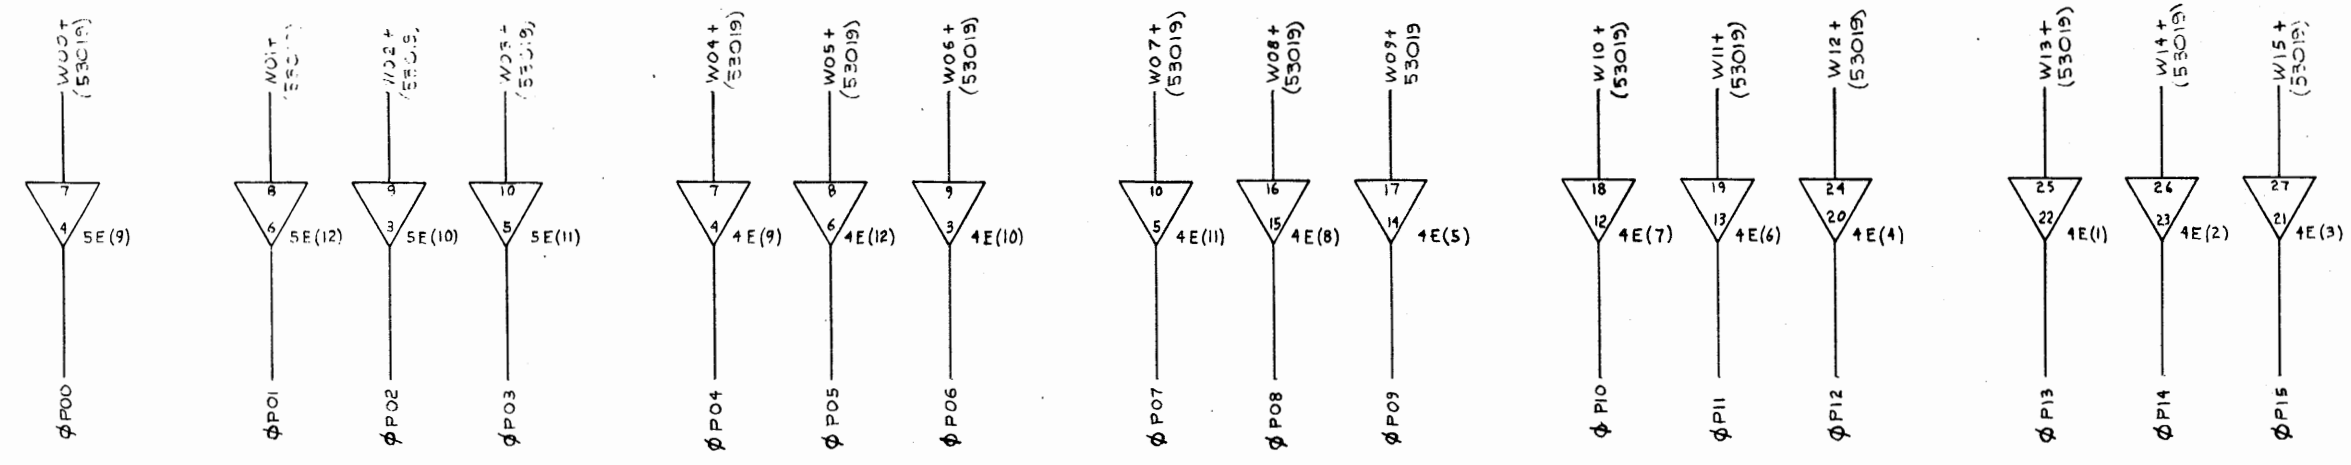 W00+
(53019)
7
4
5E(9)
ØP00
W01+
8
6
5E(12)
ØP01
W02+
9
3
5E(10)
ØP02
W03+
(53019)
10
5
5E(11)
ØP03
W04+
(53019)
7
4
4E(9)
ØP04
W05+
(53019)
8
6
4E(12)
ØP05
W06+
(53019)
9
3
4E(10)
ØP06
W07+
(53019)
10
5
4E(11)
ØP07
W08+
(53019)
16
15
4E(8)
ØP08
W09+
53019
17
14
4E(5)
ØP09
W10+
(53019)
18
12
4E(7)
ØP10
W11+
(53019)
19
13
4E(6)
ØP11
W12+
(53019)
24
20
4E(4)
ØP12
W13+
(53019)
25
22
4E(1)
ØP13
W14+
(53019)
26
23
4E(2)
ØP14
W15+
(53019)
27
21
4E(3)
ØP15